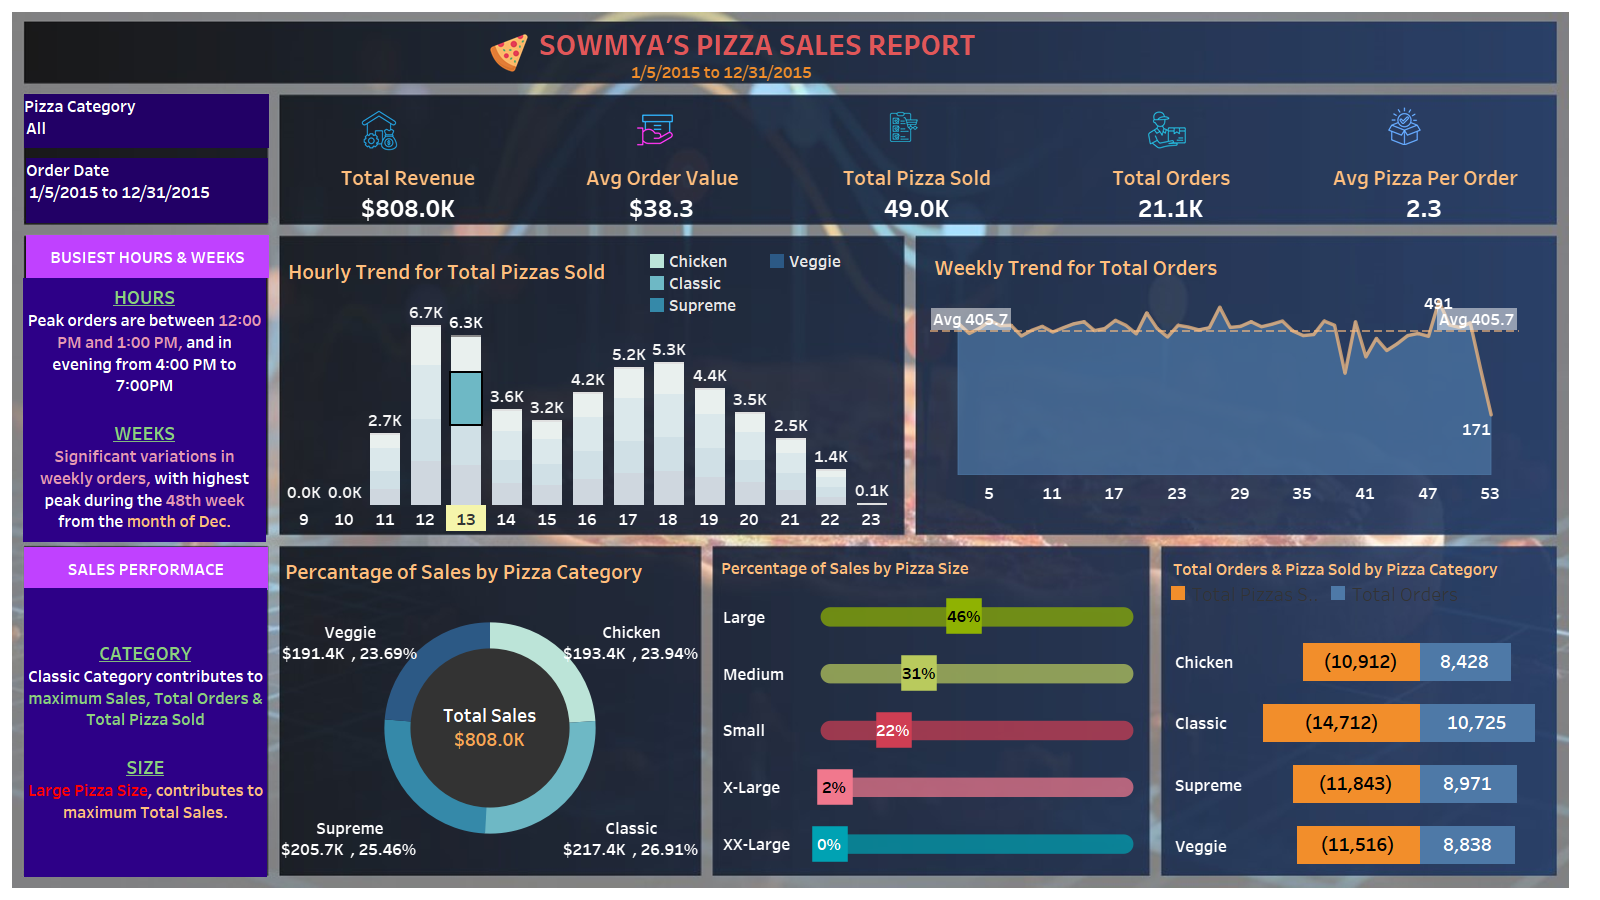 SOWMYA'S PIZZA SALES REPORT
1/5/2015 to 12/31/2015
Pizza Category
All
Order Date
1/5/2015 to 12/31/2015
Total Revenue
$808.0K
Avg Order Value
$38.3
Total Pizza Sold
49.0K
Total Orders
21.1K
Avg Pizza Per Order
2.3
BUSIEST HOURS & WEEKS
HOURS
Peak orders are between 12:00
PM and 1:00 PM, and in
evening from 4:00 PM to
7:00PM
WEEKS
Significant variations in
weekly orders, with highest
peak during the 48th week
from the month of Dec.
Hourly Trend for Total Pizzas Sold
Chicken
Classic
Supreme
Veggie
0.0K 0.0K 2.7K 6.7K 6.3K 3.6K 3.2K 4.2K 5.2K 5.3K 4.4K 3.5K 2.5K 1.4K 0.1K
9 10 11 12 13 14 15 16 17 18 19 20 21 22 23
Weekly Trend for Total Orders
491
Avg 405.7 Avg 405.7
171
5 11 17 23 29 35 41 47 53
SALES PERFORMACE
CATEGORY
Classic Category contributes to
maximum Sales, Total Orders &
Total Pizza Sold
SIZE
Large Pizza Size, contributes to
maximum Total Sales.
Percantage of Sales by Pizza Category
Veggie
$191.4K , 23.69%
Chicken
$193.4K , 23.94%
Total Sales
$808.0K
Supreme
$205.7K , 25.46%
Classic
$217.4K , 26.91%
Percentage of Sales by Pizza Size
Large 46%
Medium 31%
Small 22%
X-Large 2%
XX-Large 0%
Total Orders & Pizza Sold by Pizza Category
Total Pizzas S.. Total Orders
Chicken (10,912) 8,428
Classic (14,712) 10,725
Supreme (11,843) 8,971
Veggie (11,516) 8,838